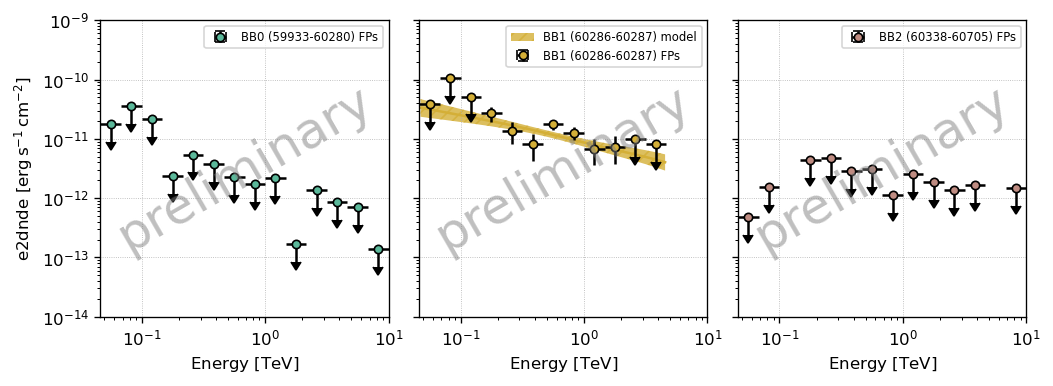 BB0 (59933-60280) FPs
BB1 (60286-60287) model
BB1 (60286-60287) FPs
BB2 (60338-60705) FPs
10⁻⁹
10⁻¹⁰
10⁻¹¹
10⁻¹²
10⁻¹³
10⁻¹⁴
e2dnde [erg s⁻¹ cm⁻²]
preliminary
preliminary
preliminary
10⁻¹ 10⁰ 10¹
10⁻¹ 10⁰ 10¹
10⁻¹ 10⁰ 10¹
Energy [TeV]
Energy [TeV]
Energy [TeV]